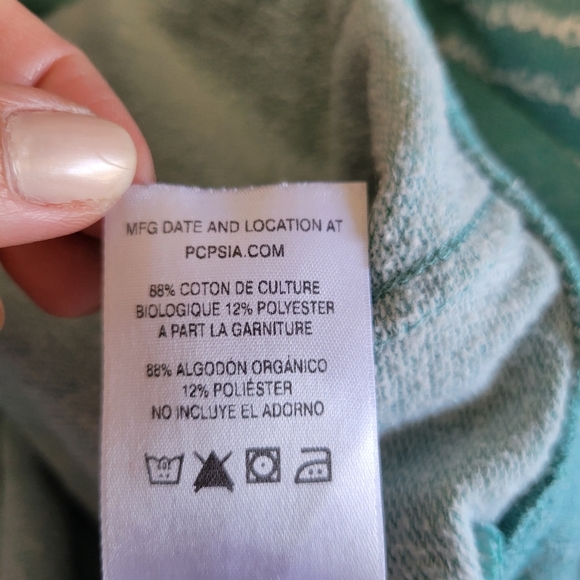 MFG DATE AND LOCATION AT
PCPSIA.COM
88% COTON DE CULTURE
BIOLOGIQUE 12% POLYESTER
A PART LA GARNITURE
88% ALGODÓN ORGÁNICO
12% POLIÉSTER
NO INCLUYE EL ADORNO